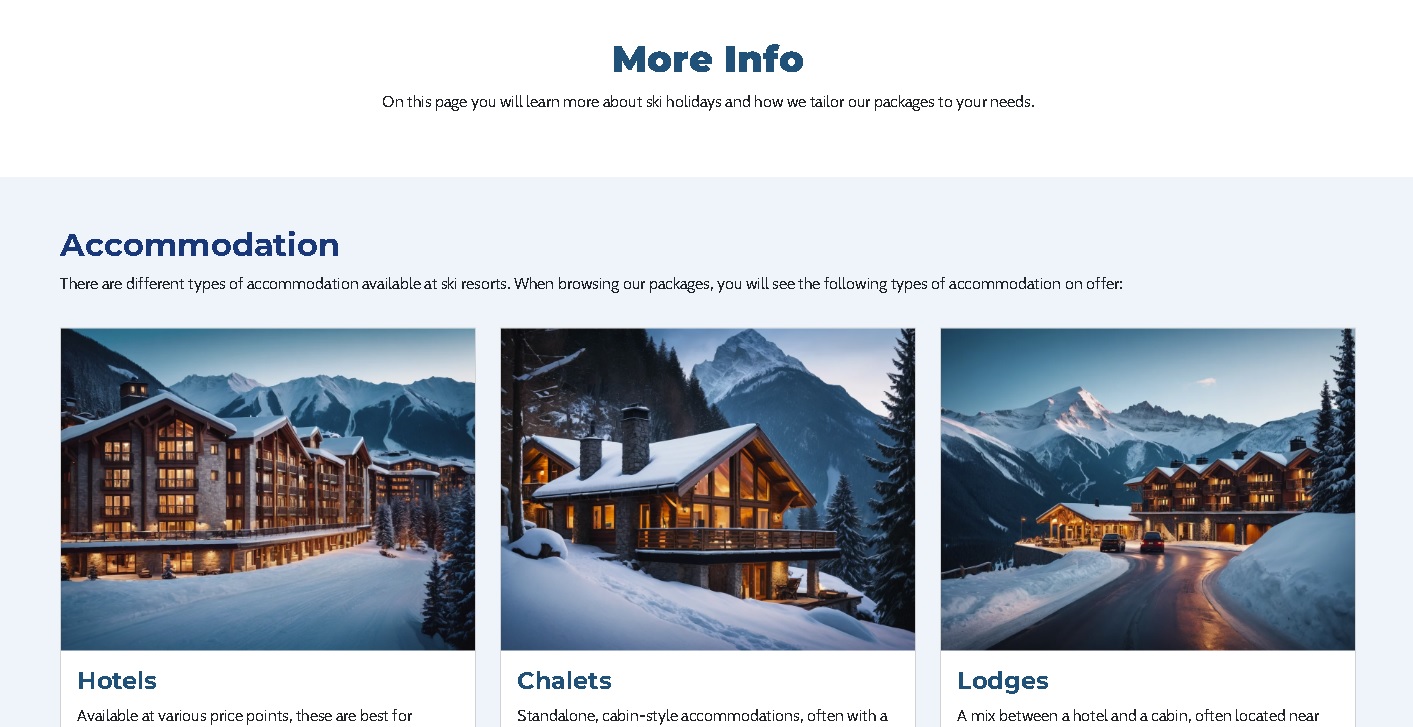 More Info
On this page you will learn more about ski holidays and how we tailor our packages to your needs.
Accommodation
There are different types of accommodation available at ski resorts. When browsing our packages, you will see the following types of accommodation on offer:
Hotels
Available at various price points, these are best for
Chalets
Standalone, cabin-style accommodations, often with a
Lodges
A mix between a hotel and a cabin, often located near